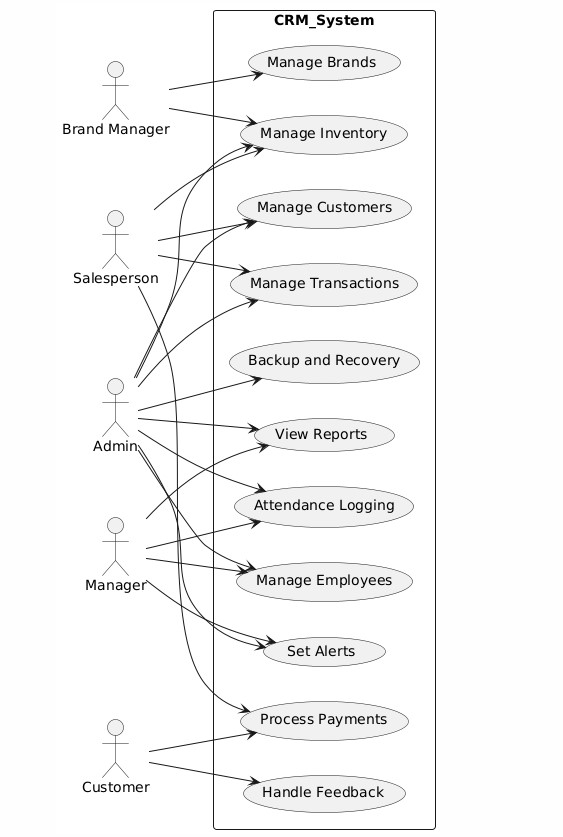 CRM_System
Manage Brands
Brand Manager
Manage Inventory
Manage Customers
Salesperson
Manage Transactions
Backup and Recovery
View Reports
Admin
Attendance Logging
Manage Employees
Manager
Set Alerts
Process Payments
Customer
Handle Feedback